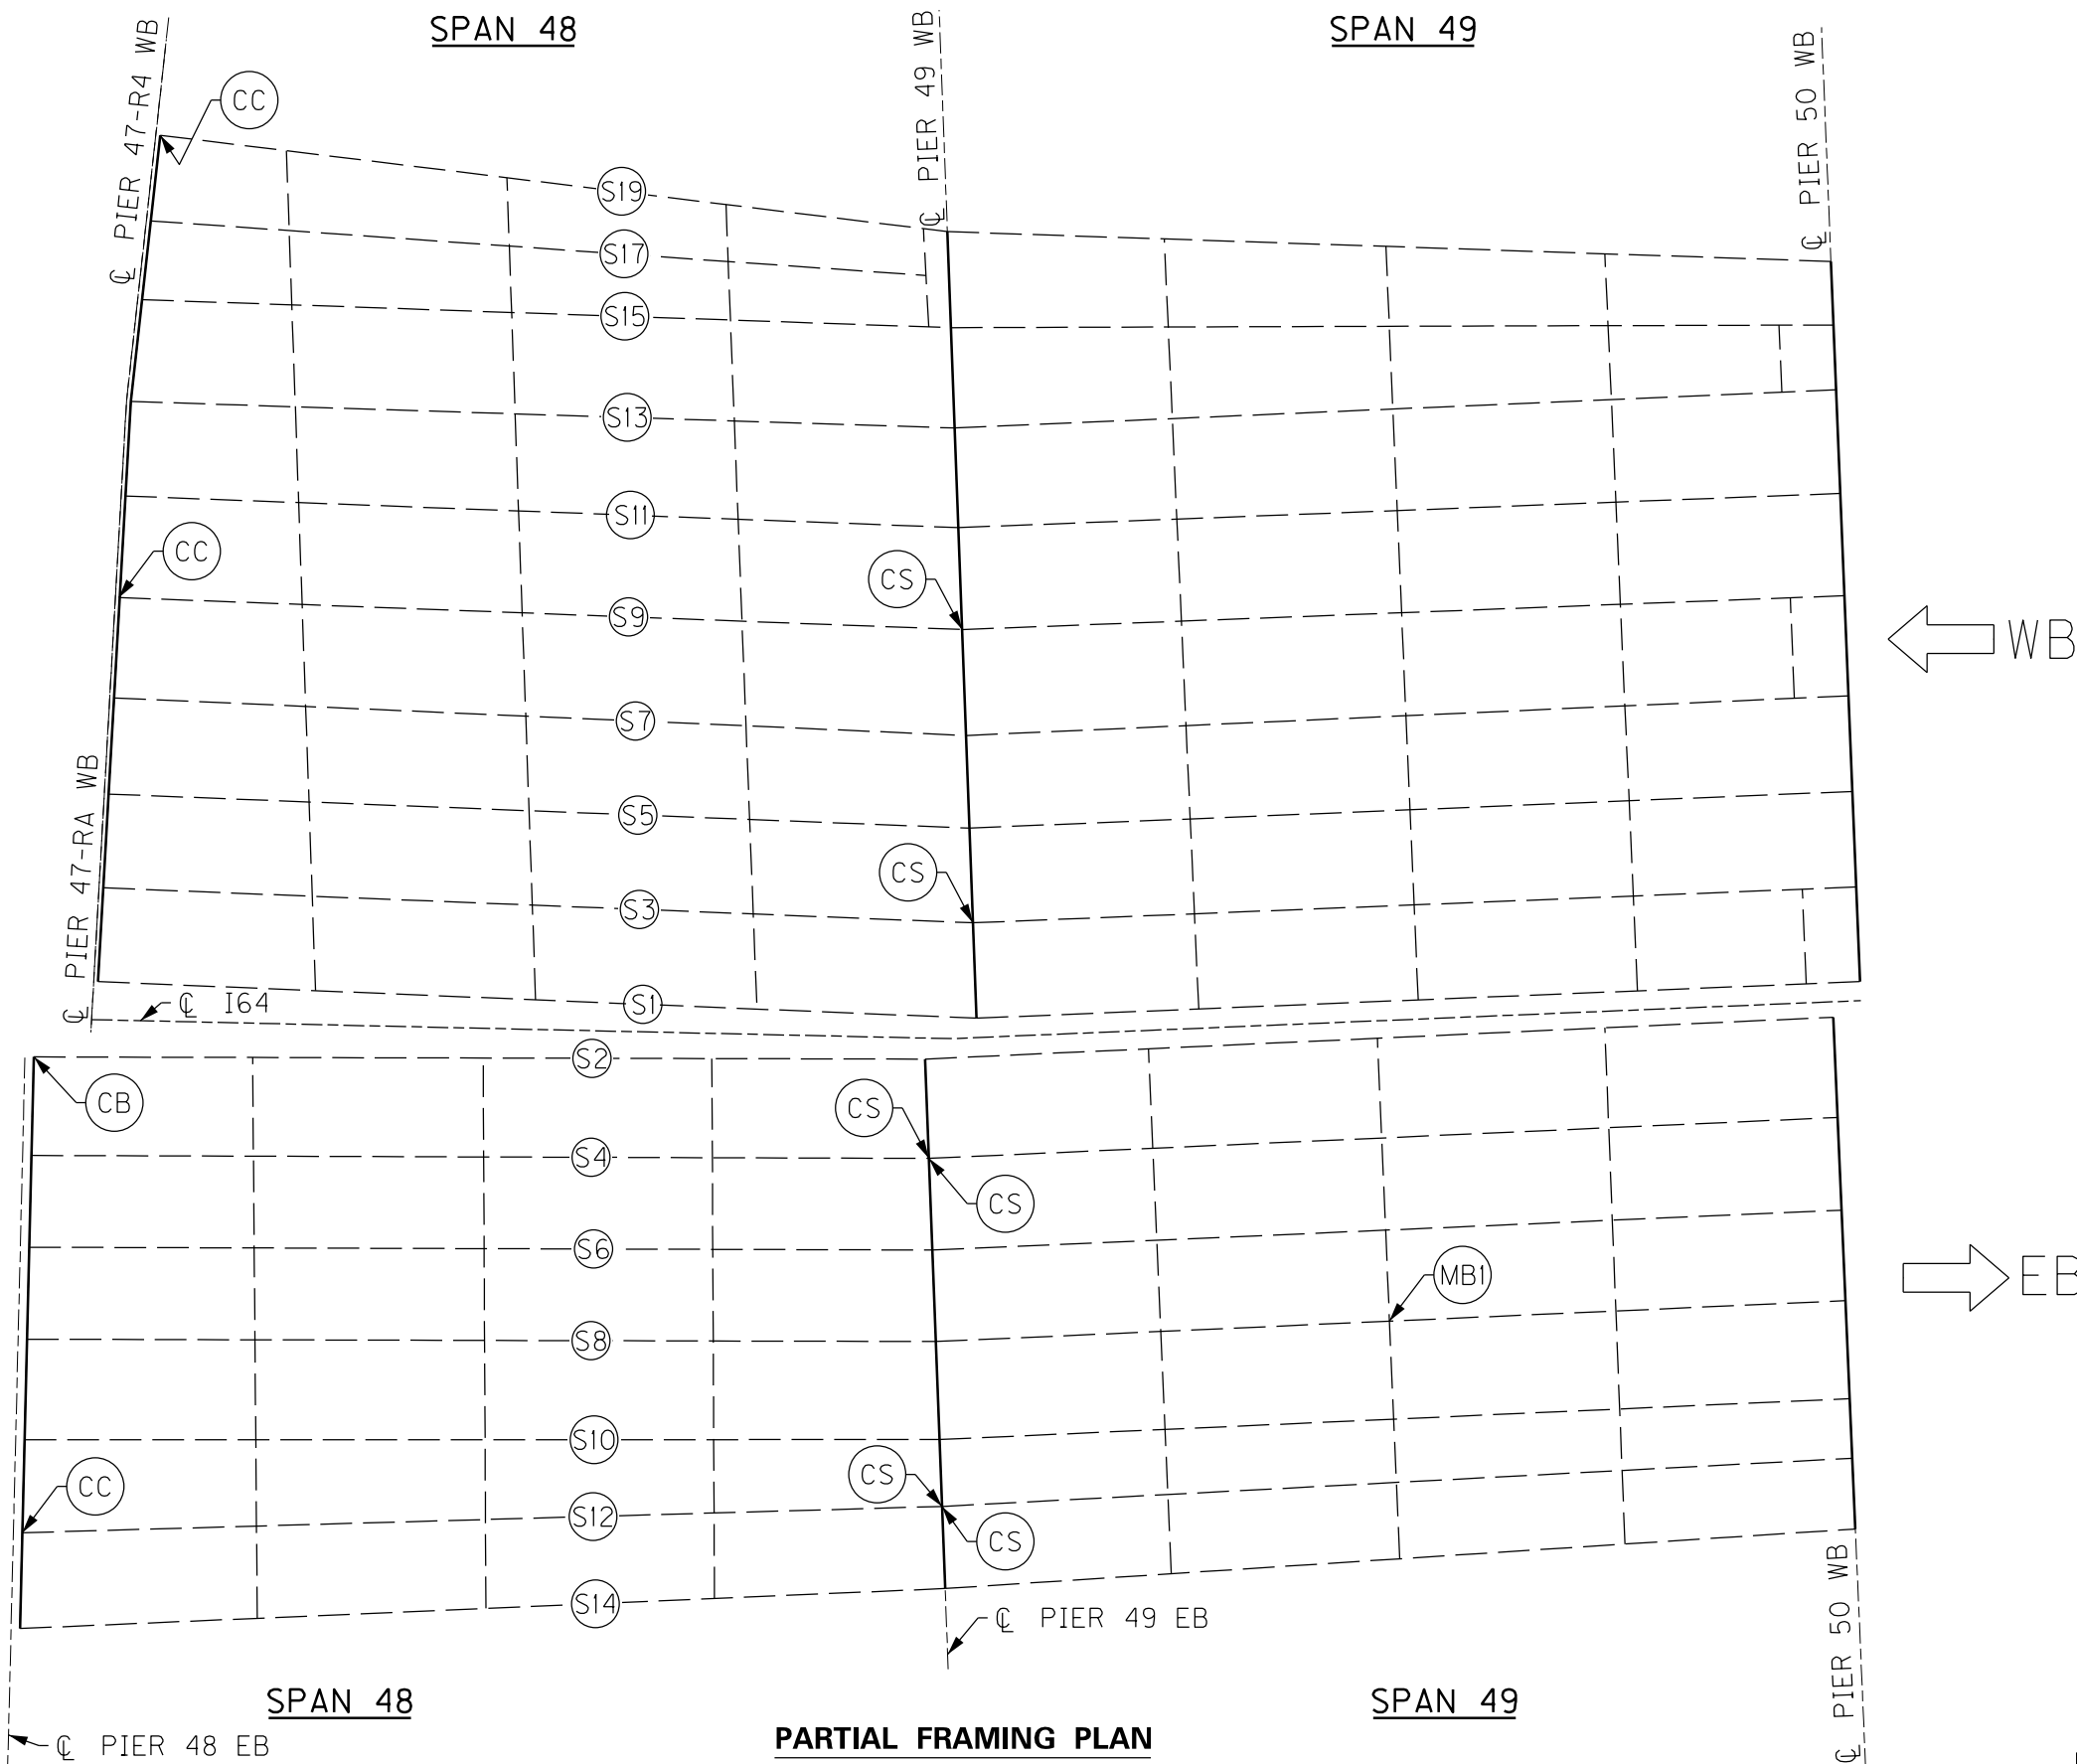 SPAN 48
SPAN 49
℄ PIER 47-R4 WB
℄ PIER 49 WB
℄ PIER 50 WB
CC
S19
S17
S15
S13
S11
CC
CS
S9
WB
S7
℄ PIER 47-RA WB
S5
CS
S3
℄ I64
S1
S2
CB
CS
S4
CS
S6
MB1
EB
S8
S10
CC
CS
S12
CS
S14
℄ PIER 49 EB
℄ PIER 50 WB
SPAN 48
SPAN 49
℄ PIER 48 EB
PARTIAL FRAMING PLAN